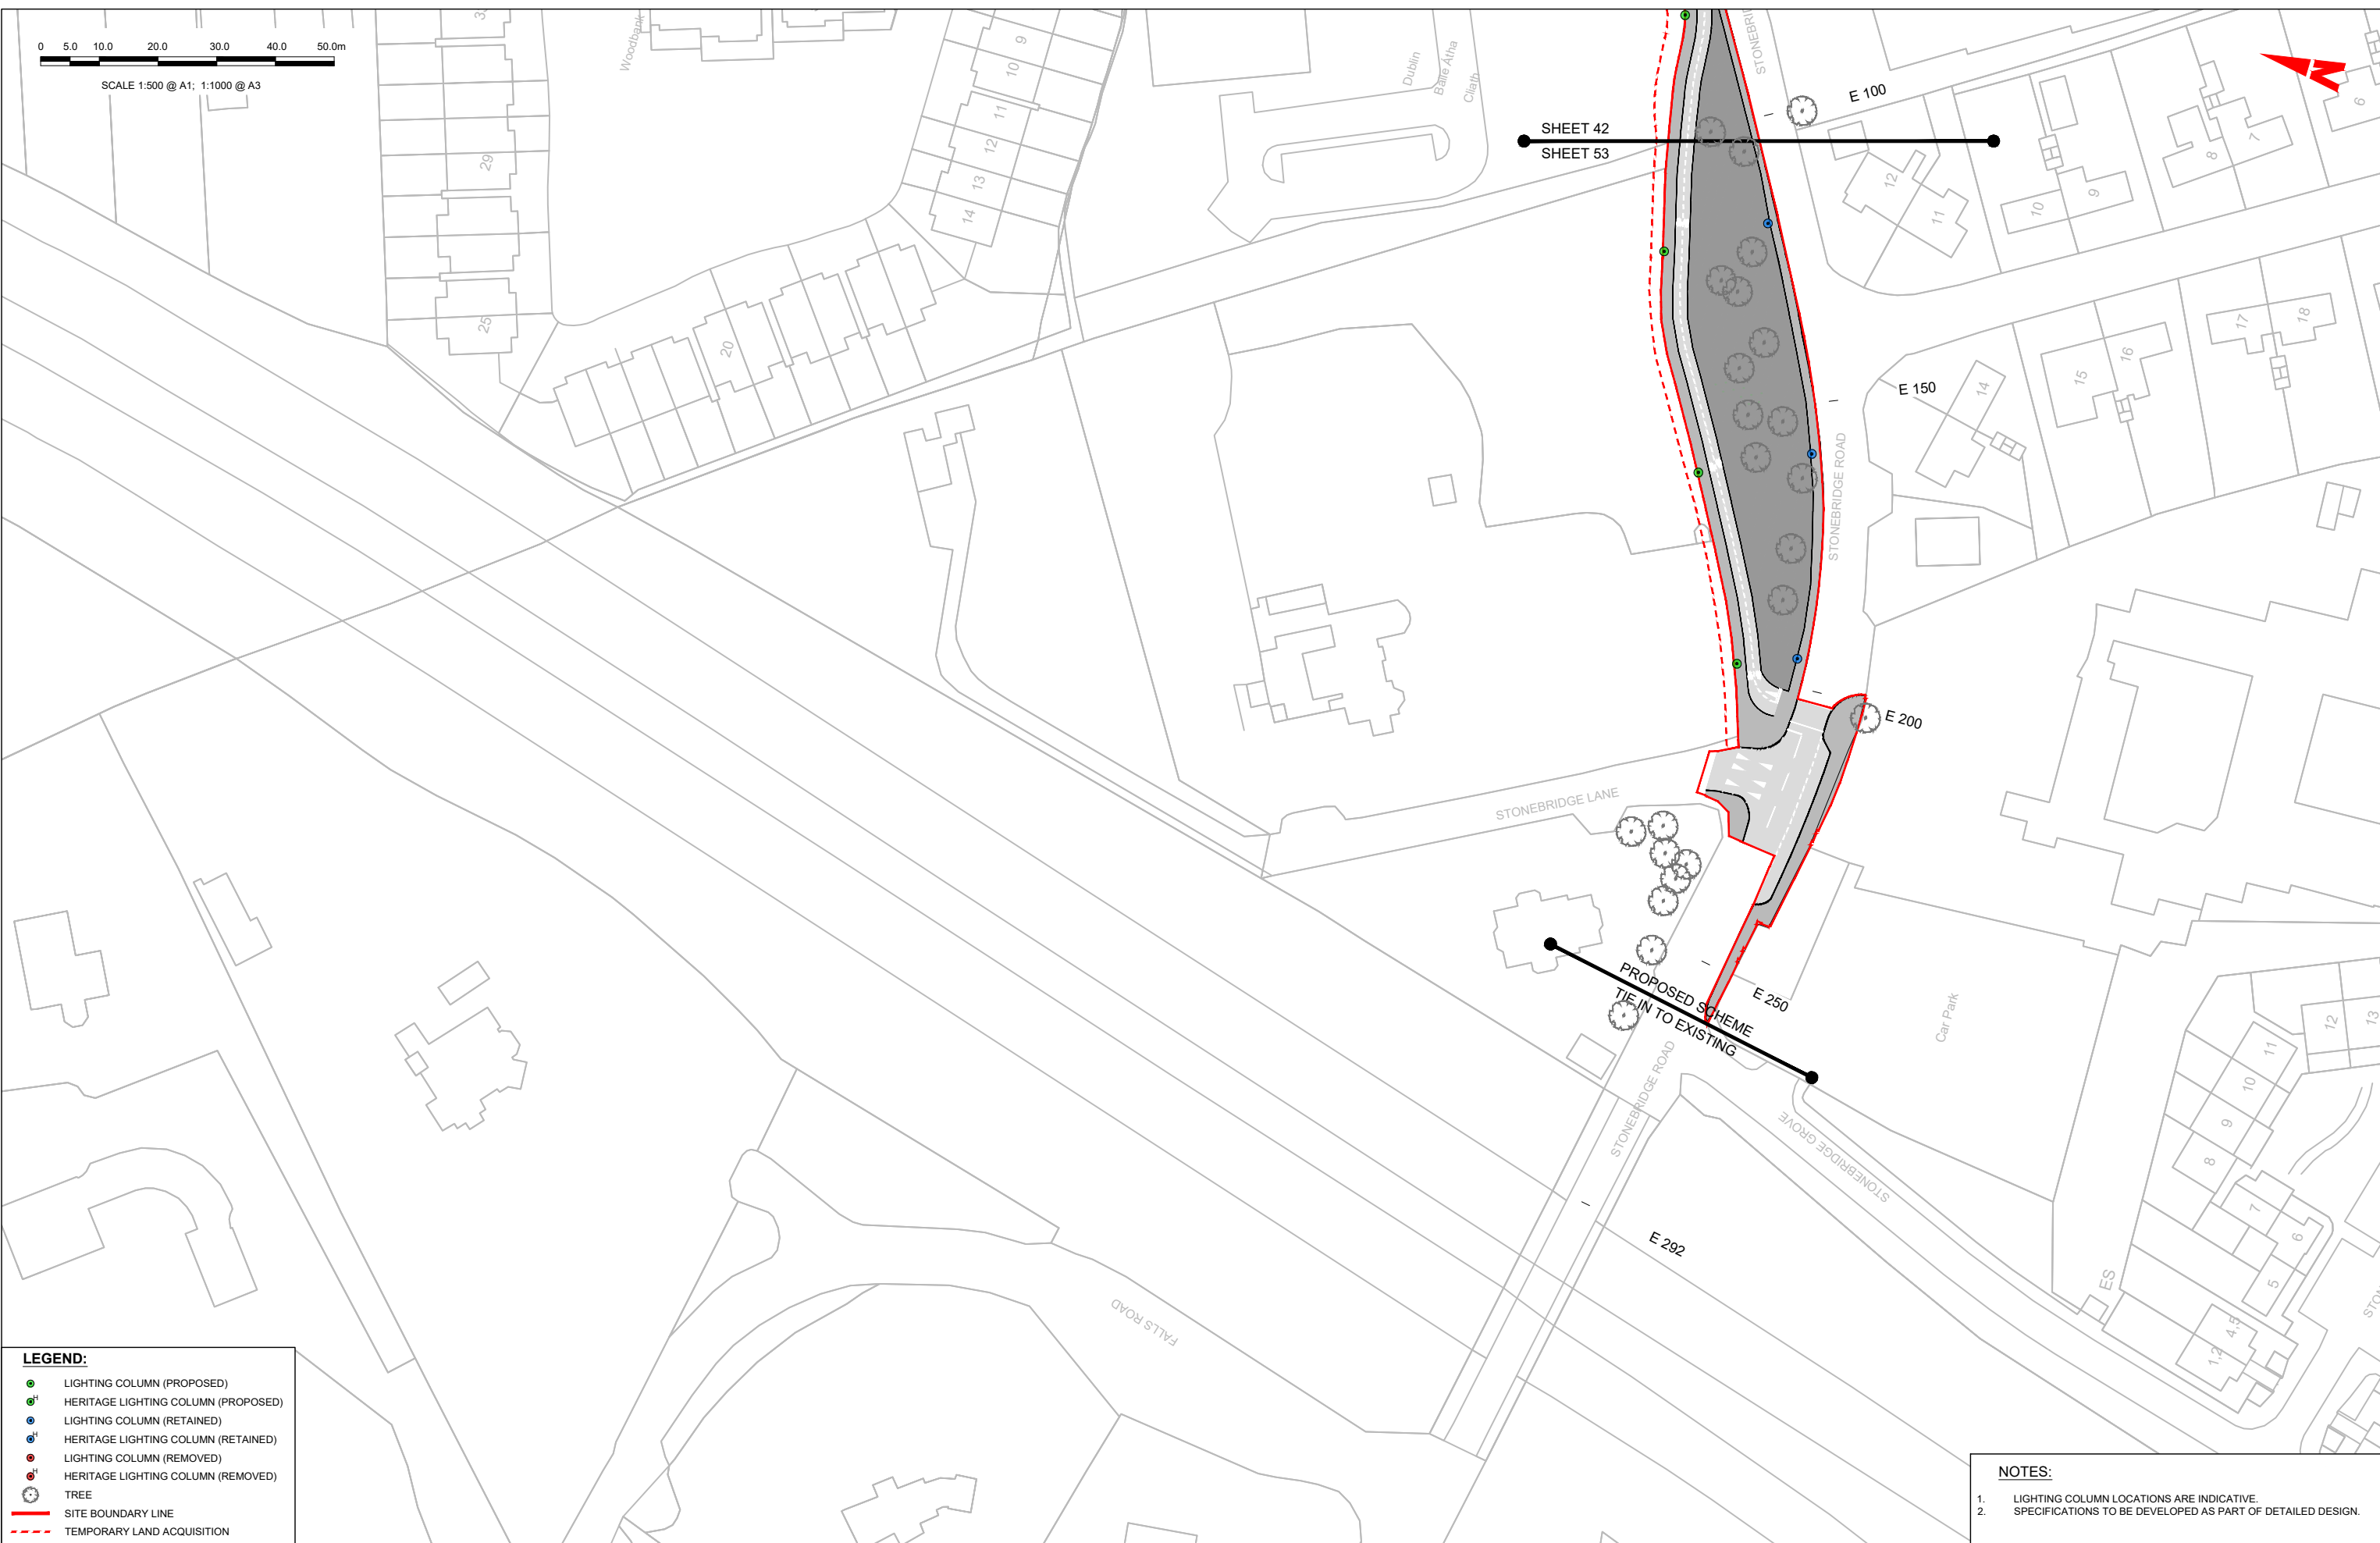 0 5.0 10.0 20.0 30.0 40.0 50.0m
SCALE 1:500 @ A1; 1:1000 @ A3
29
25
20
Woodbank
9
10
11
12
13
14
Dublin
Baile Atha
Cliath
SHEET 42
SHEET 53
E 100
N
12
11
10
9
8
7
6
E 150
14
15
16
17
18
STONEBRIDGE ROAD
E 200
STONEBRIDGE LANE
PROPOSED SCHEME
TIE IN TO EXISTING
E 250
Car Park
STONEBRIDGE ROAD
STONEBRIDGE GROVE
E 292
FALLS ROAD
12
13
11
10
9
8
7
6
5
4,5
1,2
ES
LEGEND:
LIGHTING COLUMN (PROPOSED)
H HERITAGE LIGHTING COLUMN (PROPOSED)
LIGHTING COLUMN (RETAINED)
H HERITAGE LIGHTING COLUMN (RETAINED)
LIGHTING COLUMN (REMOVED)
H HERITAGE LIGHTING COLUMN (REMOVED)
TREE
SITE BOUNDARY LINE
TEMPORARY LAND ACQUISITION
NOTES:
1. LIGHTING COLUMN LOCATIONS ARE INDICATIVE.
2. SPECIFICATIONS TO BE DEVELOPED AS PART OF DETAILED DESIGN.